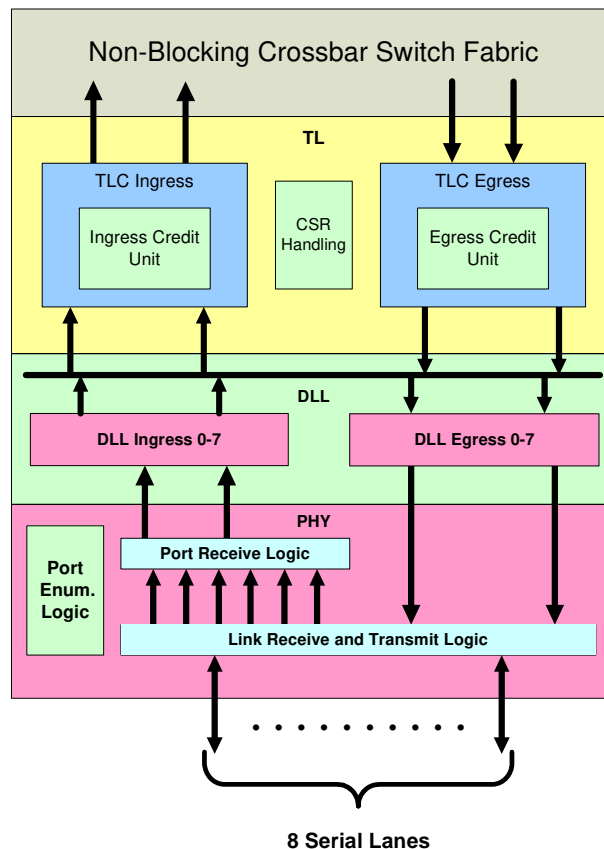 Non-Blocking Crossbar Switch Fabric
TL
TLC Ingress
Ingress Credit
Unit
CSR
Handling
TLC Egress
Egress Credit
Unit
DLL
DLL Ingress 0-7
DLL Egress 0-7
PHY
Port
Enum.
Logic
Port Receive Logic
Link Receive and Transmit Logic
8 Serial Lanes